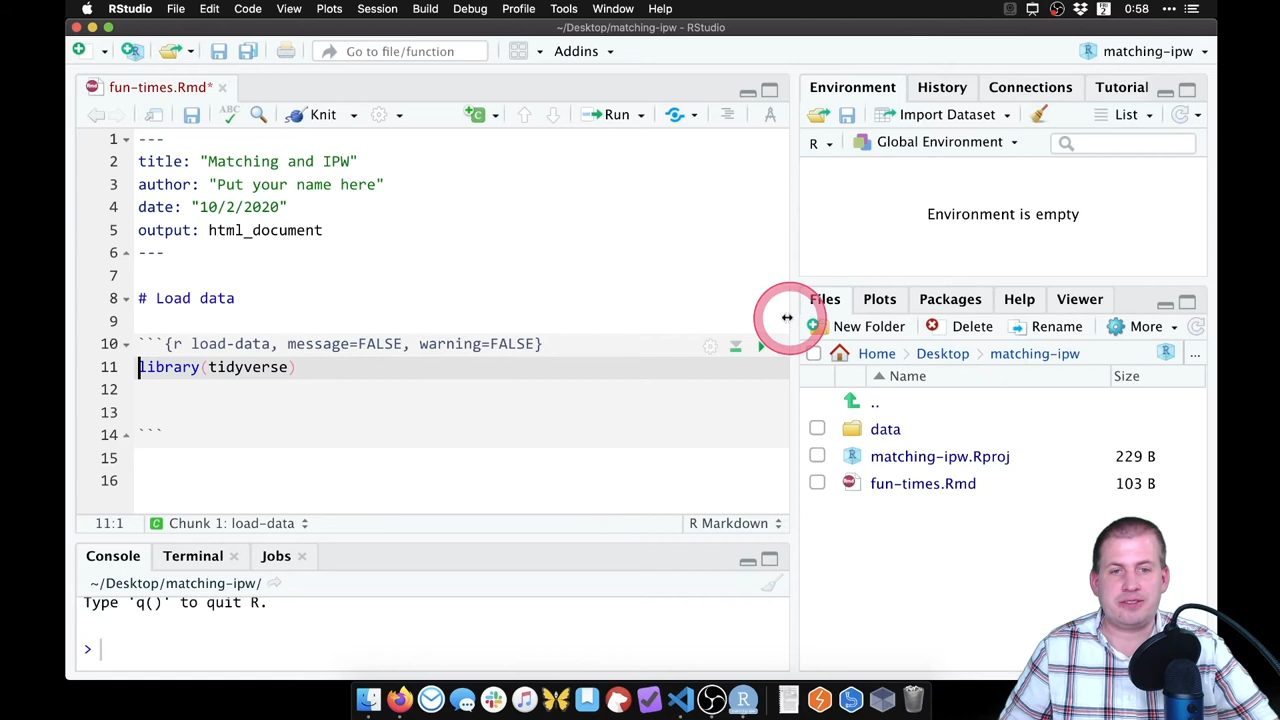 RStudio File Edit Code View Plots Session Build Debug Profile Tools Window Help 2 0:58
~/Desktop/matching-ipw - RStudio
Go to file/function Addins matching-ipw
fun-times.Rmd*
ABC Knit Run
1 ---
2 title: "Matching and IPW"
3 author: "Put your name here"
4 date: "10/2/2020"
5 output: html_document
6 ---
7
8 # Load data
9
10 ```{r load-data, message=FALSE, warning=FALSE}
11 library(tidyverse)
12
13
14 ```
15
16
11:1 Chunk 1: load-data R Markdown
Console Terminal Jobs
~/Desktop/matching-ipw/
Type 'q()' to quit R.
>
Environment History Connections Tutorial
Import Dataset List
R Global Environment
Environment is empty
Files Plots Packages Help Viewer
New Folder Delete Rename More
Home Desktop matching-ipw ...
Name Size
..
data
matching-ipw.Rproj 229 B
fun-times.Rmd 103 B